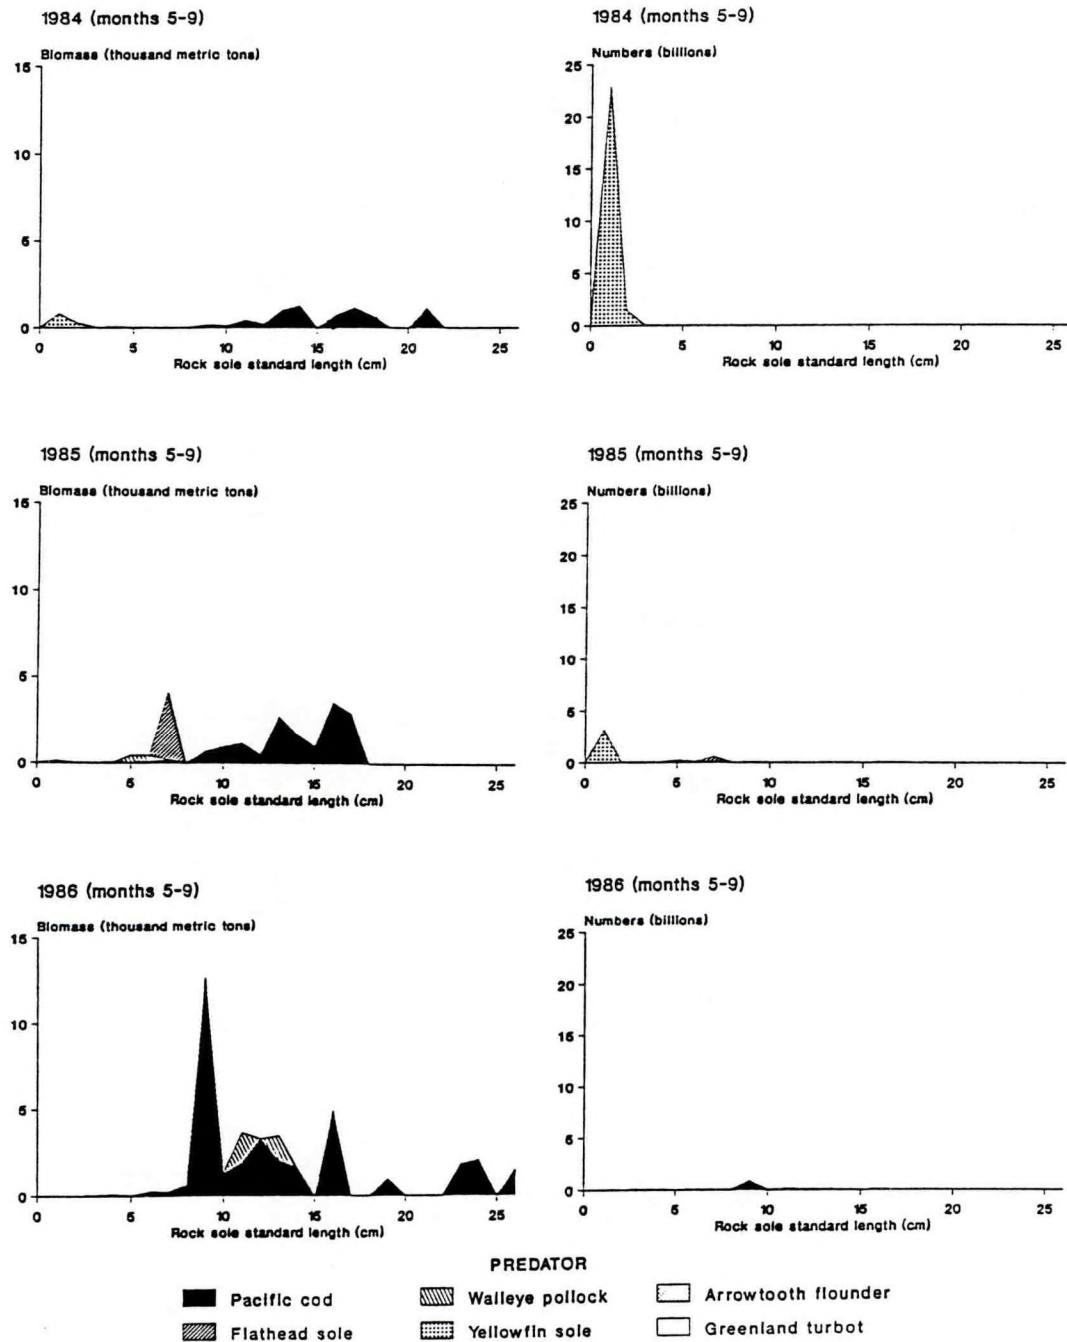 1984 (months 5-9)
Biomass (thousand metric tons)
15
10
5
0
0 5 10 15 20 25
Rock sole standard length (cm)
1984 (months 5-9)
Numbers (billions)
25
20
15
10
5
0
0 5 10 15 20 25
Rock sole standard length (cm)
1985 (months 5-9)
Biomass (thousand metric tons)
15
10
5
0
0 5 10 15 20 25
Rock sole standard length (cm)
1985 (months 5-9)
Numbers (billions)
25
20
15
10
5
0
0 5 10 15 20 25
Rock sole standard length (cm)
1986 (months 5-9)
Biomass (thousand metric tons)
15
10
5
0
0 5 10 15 20 25
Rock sole standard length (cm)
1986 (months 5-9)
Numbers (billions)
25
20
15
10
5
0
0 5 10 15 20 25
Rock sole standard length (cm)
PREDATOR
Pacific cod
Walleye pollock
Arrowtooth flounder
Flathead sole
Yellowfin sole
Greenland turbot